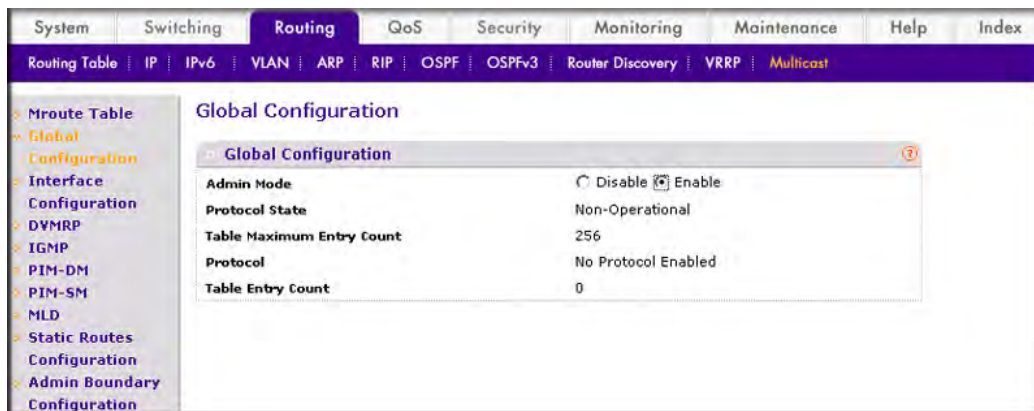 System Switching Routing QoS Security Monitoring Maintenance Help Index
Routing Table IP IPv6 VLAN ARP RIP OSPF OSPFv3 Router Discovery VRRP Multicast
Mroute Table
Global
Configuration
Interface
Configuration
DVMRP
IGMP
PIM-DM
PIM-SM
MLD
Static Routes
Configuration
Admin Boundary
Configuration
Global Configuration
Global Configuration ?
Admin Mode Disable Enable
Protocol State Non-Operational
Table Maximum Entry Count 256
Protocol No Protocol Enabled
Table Entry Count 0